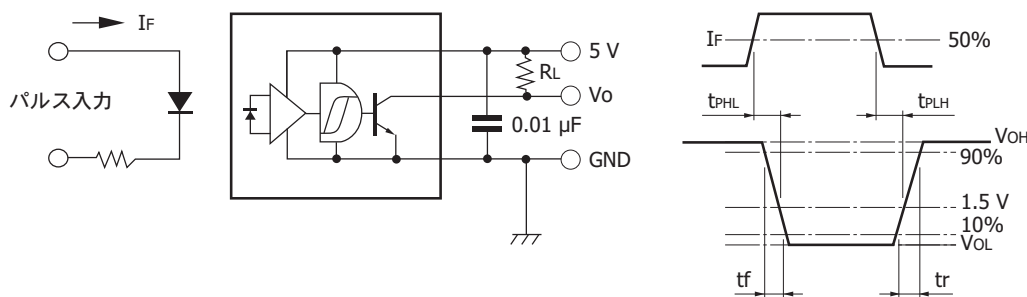 IF
パルス入力
5 V
RL
Vo
0.01 µF
GND
IF
50%
tPHL
tPLH
VOH
90%
1.5 V
10%
VOL
tf
tr